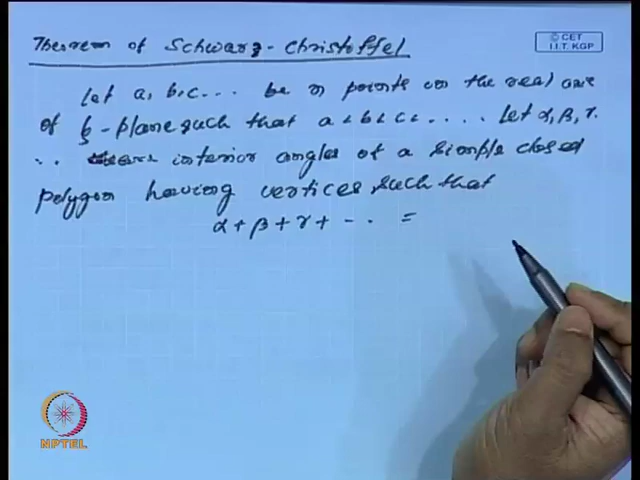 Theorem of Schwarz-Christoffel
© CET
I.I.T. KGP
Let a, b, c... be n points on the real axis
of ξ-plane such that a < b < c < .... Let α, β, γ.
.. interior angles of a simple closed
polygon having vertices such that
α + β + γ + -- . =
NPTEL